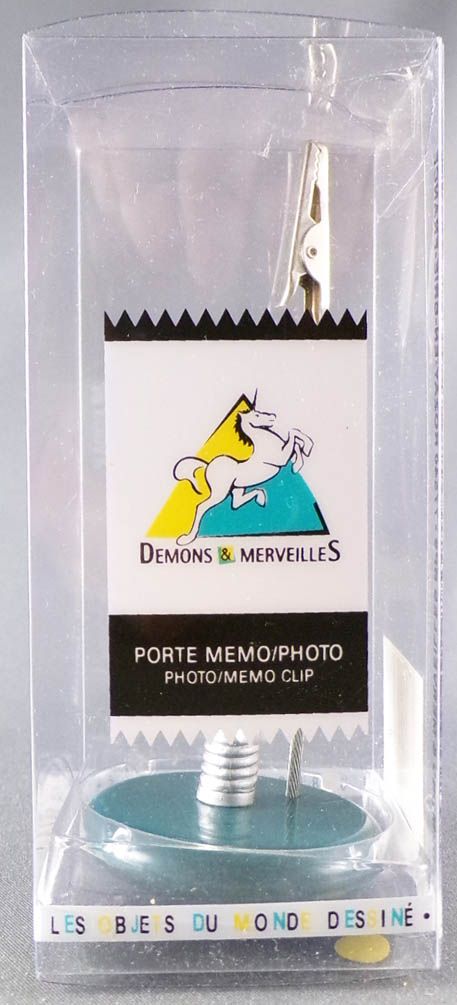 DEMONS & MERVEILLES
PORTE MEMO/PHOTO
PHOTO/MEMO CLIP
LES OBJETS DU MONDE DESSINÉ •